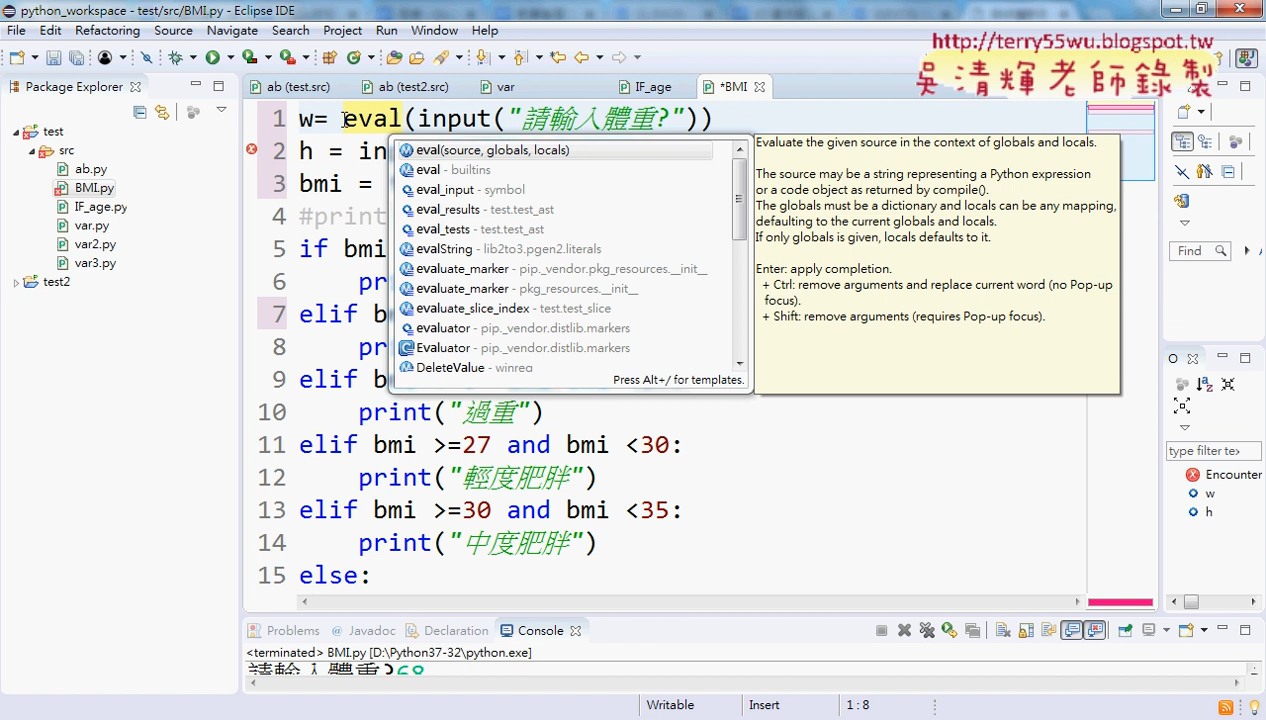 python_workspace - test/src/BMI.py - Eclipse IDE
File Edit Refactoring Source Navigate Search Project Run Window Help
http://terry55wu.blogspot.tw
吳清輝老師錄製
Package Explorer
ab (test.src)
ab (test2.src)
var
IF_age
*BMI
test
src
ab.py
BMI.py
IF_age.py
var.py
var2.py
var3.py
test2
1 w= eval(input("請輸入體重?"))
2 h = in
3 bmi =
4 #print
5 if bmi
6 pr
7 elif b
8 pr
9 elif b
10 print("過重")
11 elif bmi >=27 and bmi <30:
12 print("輕度肥胖")
13 elif bmi >=30 and bmi <35:
14 print("中度肥胖")
15 else:
eval(source, globals, locals)
eval - builtins
eval_input - symbol
eval_results - test.test_ast
eval_tests - test.test_ast
evalString - lib2to3.pgen2.literals
evaluate_marker - pip._vendor.pkg_resources.__init__
evaluate_marker - pkg_resources.__init__
evaluate_slice_index - test.test_slice
evaluator - pip._vendor.distlib.markers
Evaluator - pip._vendor.distlib.markers
DeleteValue - winreg
Press Alt+/ for templates.
Evaluate the given source in the context of globals and locals.
The source may be a string representing a Python expression
or a code object as returned by compile().
The globals must be a dictionary and locals can be any mapping,
defaulting to the current globals and locals.
If only globals is given, locals defaults to it.
Enter: apply completion.
+ Ctrl: remove arguments and replace current word (no Pop-up
focus).
+ Shift: remove arguments (requires Pop-up focus).
Find
O
type filter te
Encounter
w
h
Problems
@ Javadoc
Declaration
Console
<terminated> BMI.py [D:\Python37-32\python.exe]
請輸入體重?68
Writable
Insert
1 : 8